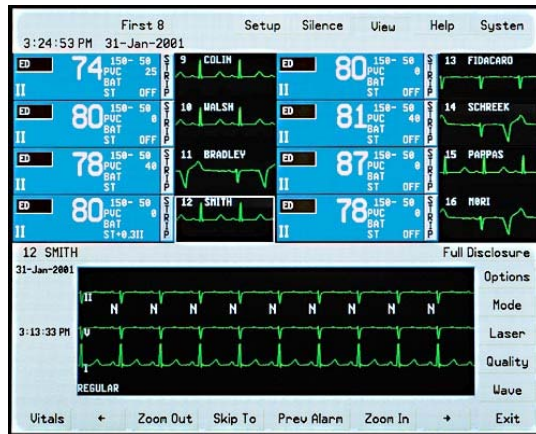 First 8 Setup Silence View Help System
3:24:53 PM 31-Jan-2001
ED 74 150- 50 PVC 25 BAT ST OFF II STRIP
9 COLIN
ED 80 150- 50 PVC 0 BAT ST OFF II STRIP
13 FIDACARO
ED 80 150- 50 PVC 0 BAT ST OFF II STRIP
10 WALSH
ED 81 150- 50 PVC 40 BAT ST OFF II STRIP
14 SCHREEK
ED 78 150- 50 PVC 40 BAT ST II STRIP
11 BRADLEY
ED 87 150- 50 PVC 0 BAT ST OFF II STRIP
15 PAPPAS
ED 80 150- 50 PVC 0 BAT ST+0.3II II STRIP
12 SMITH
ED 78 150- 50 PVC 0 BAT ST OFF II STRIP
16 MORI
12 SMITH Full Disclosure
31-Jan-2001
Options
II
N N N N N N N N
Mode
3:13:33 PM
V
Laser
I
Quality
REGULAR
Wave
Vitals ← Zoom Out Skip To Prev Alarm Zoom In → Exit